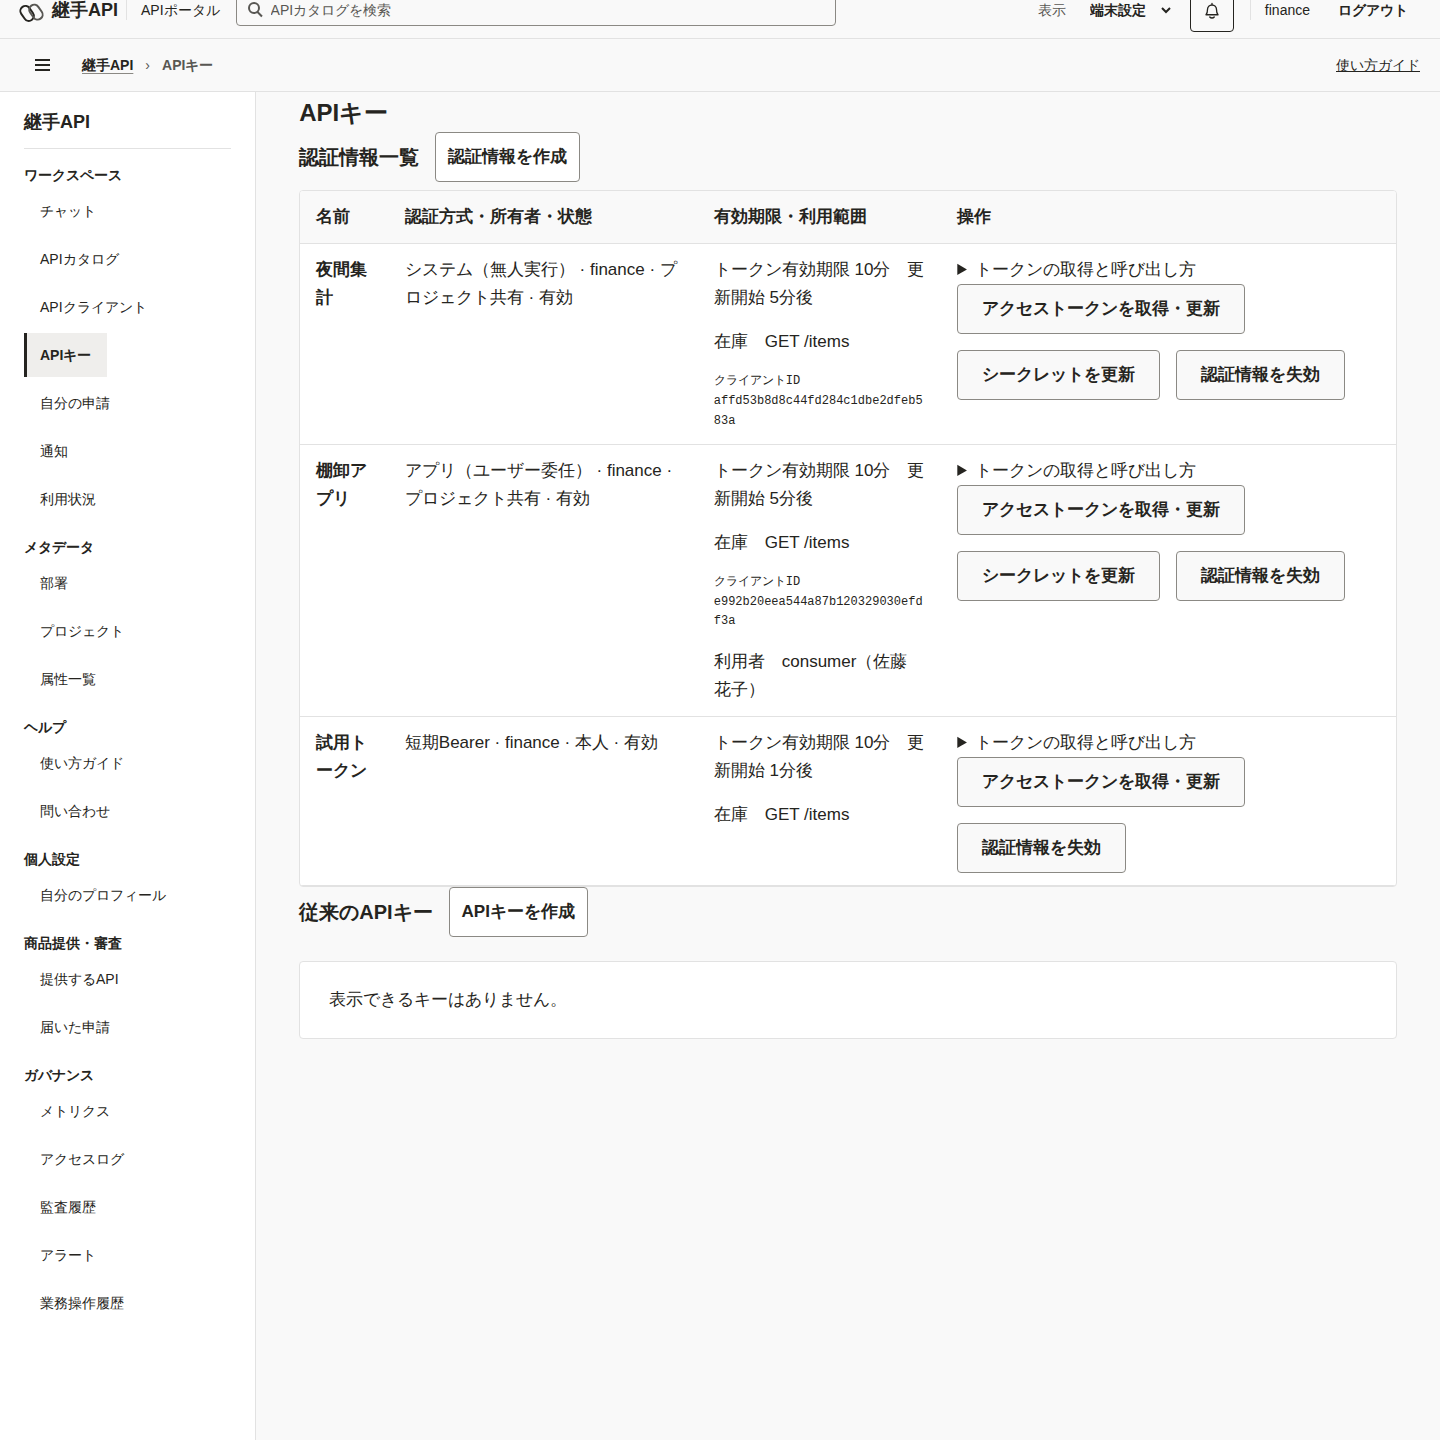 継手API
APIポータル
APIカタログを検索
表示
端末設定
finance
ログアウト
継手API › APIキー
使い方ガイド
継手API
ワークスペース
チャット
APIカタログ
APIクライアント
APIキー
自分の申請
通知
利用状況
メタデータ
部署
プロジェクト
属性一覧
ヘルプ
使い方ガイド
問い合わせ
個人設定
自分のプロフィール
商品提供・審査
提供するAPI
届いた申請
ガバナンス
メトリクス
アクセスログ
監査履歴
アラート
業務操作履歴
APIキー
認証情報一覧
認証情報を作成
名前
認証方式・所有者・状態
有効期限・利用範囲
操作
夜間集
計
システム（無人実行） · finance · プ
ロジェクト共有 · 有効
トークン有効期限 10分　更
新開始 5分後
在庫　GET /items
クライアントID
affd53b8d8c44fd284c1dbe2dfeb5
83a
▶ トークンの取得と呼び出し方
アクセストークンを取得・更新
シークレットを更新
認証情報を失効
棚卸ア
プリ
アプリ（ユーザー委任） · finance ·
プロジェクト共有 · 有効
トークン有効期限 10分　更
新開始 5分後
在庫　GET /items
クライアントID
e992b20eea544a87b120329030efd
f3a
利用者　consumer（佐藤
花子）
▶ トークンの取得と呼び出し方
アクセストークンを取得・更新
シークレットを更新
認証情報を失効
試用ト
ークン
短期Bearer · finance · 本人 · 有効
トークン有効期限 10分　更
新開始 1分後
在庫　GET /items
▶ トークンの取得と呼び出し方
アクセストークンを取得・更新
認証情報を失効
従来のAPIキー
APIキーを作成
表示できるキーはありません。